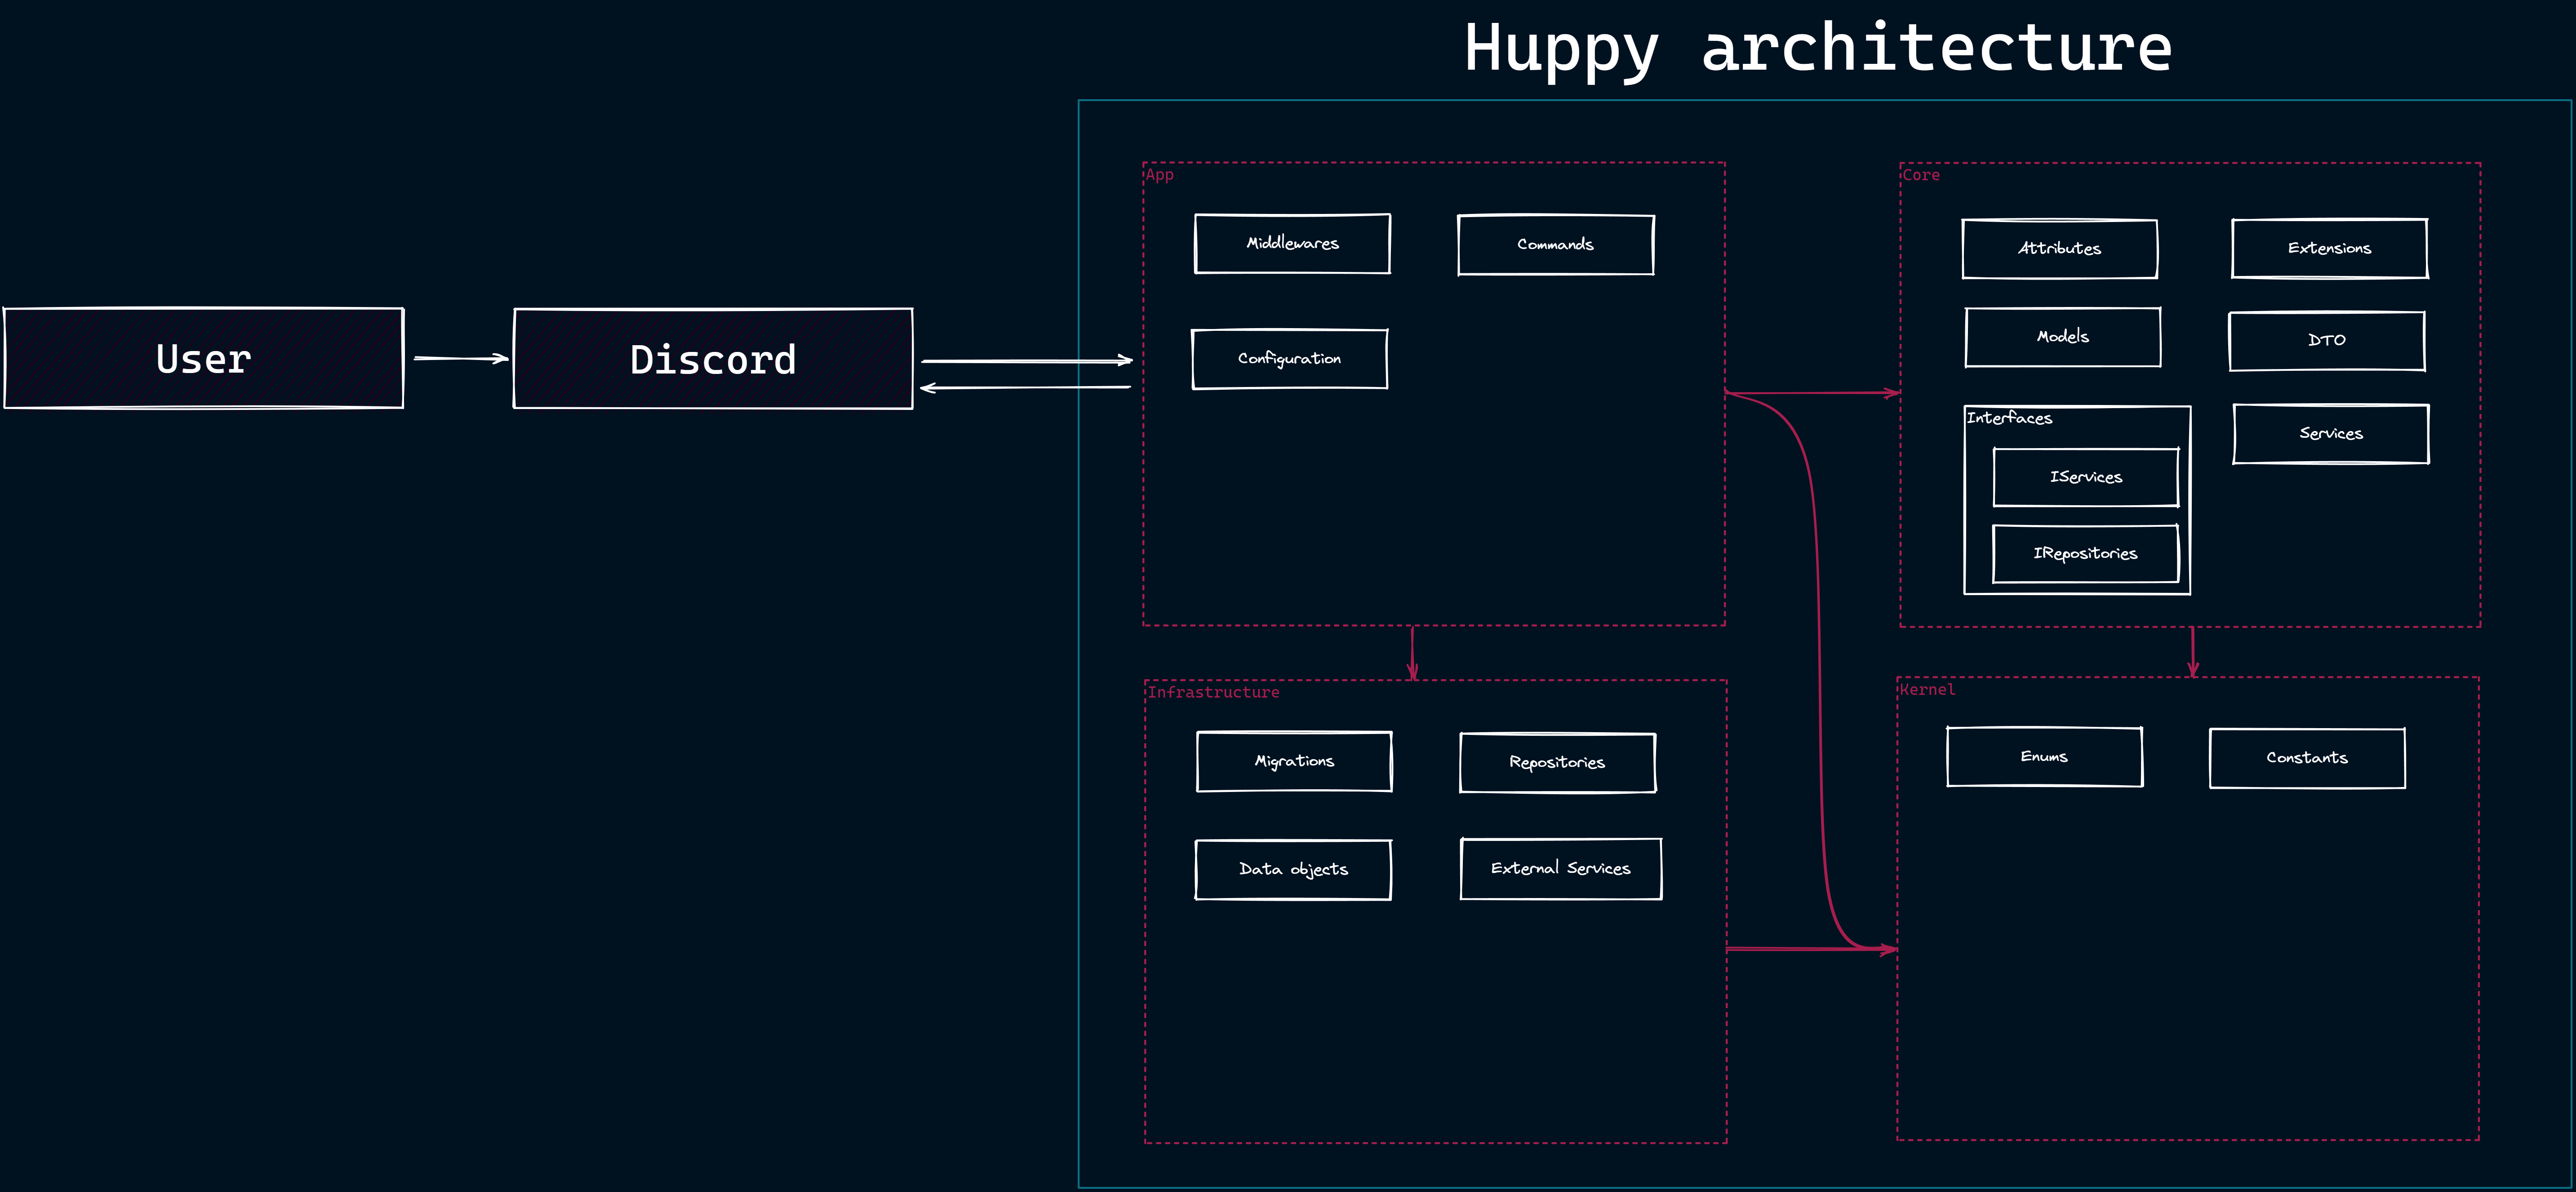 Huppy architecture
User
Discord
App
Middlewares
Commands
Configuration
Core
Attributes
Extensions
Models
DTO
Interfaces
IServices
IRepositories
Services
Infrastructure
Migrations
Repositories
Data objects
External Services
Kernel
Enums
Constants